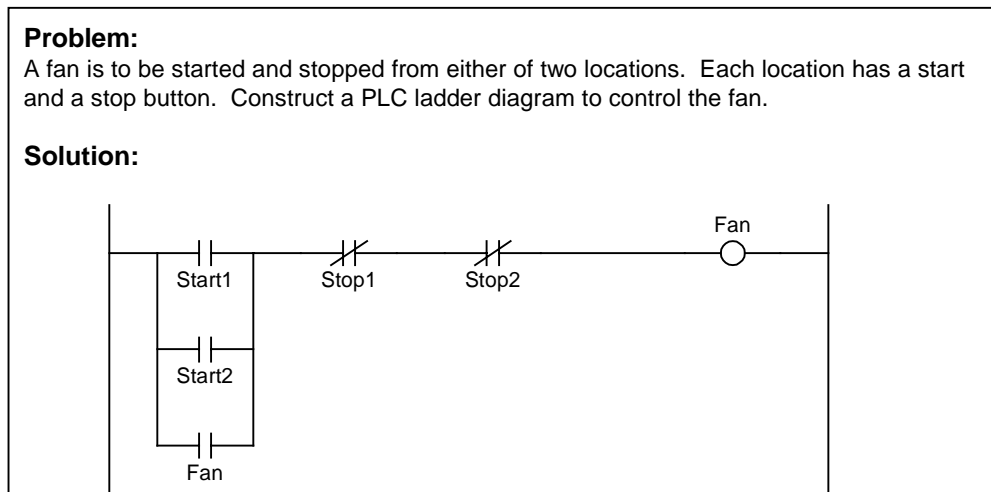 Problem:
A fan is to be started and stopped from either of two locations.  Each location has a start
and a stop button.  Construct a PLC ladder diagram to control the fan.
Solution:
Fan
Start1
Stop1
Stop2
Start2
Fan